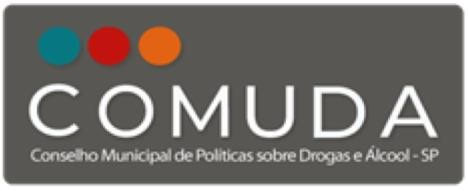 COMUDA
Conselho Municipal de Políticas sobre Drogas e Álcool - SP